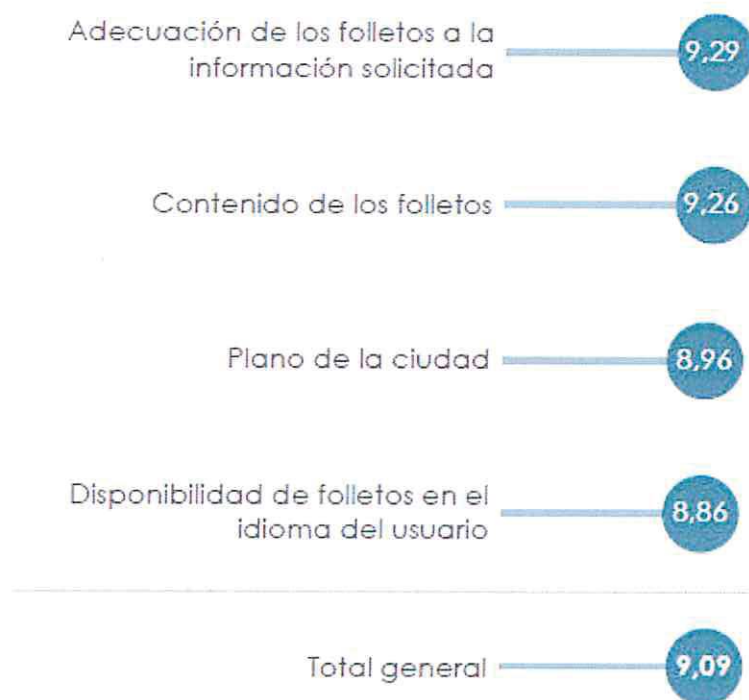 Adecuación de los folletos a la
información solicitada
9,29
Contenido de los folletos
9,26
Plano de la ciudad
8,96
Disponibilidad de folletos en el
idioma del usuario
8,86
Total general
9,09